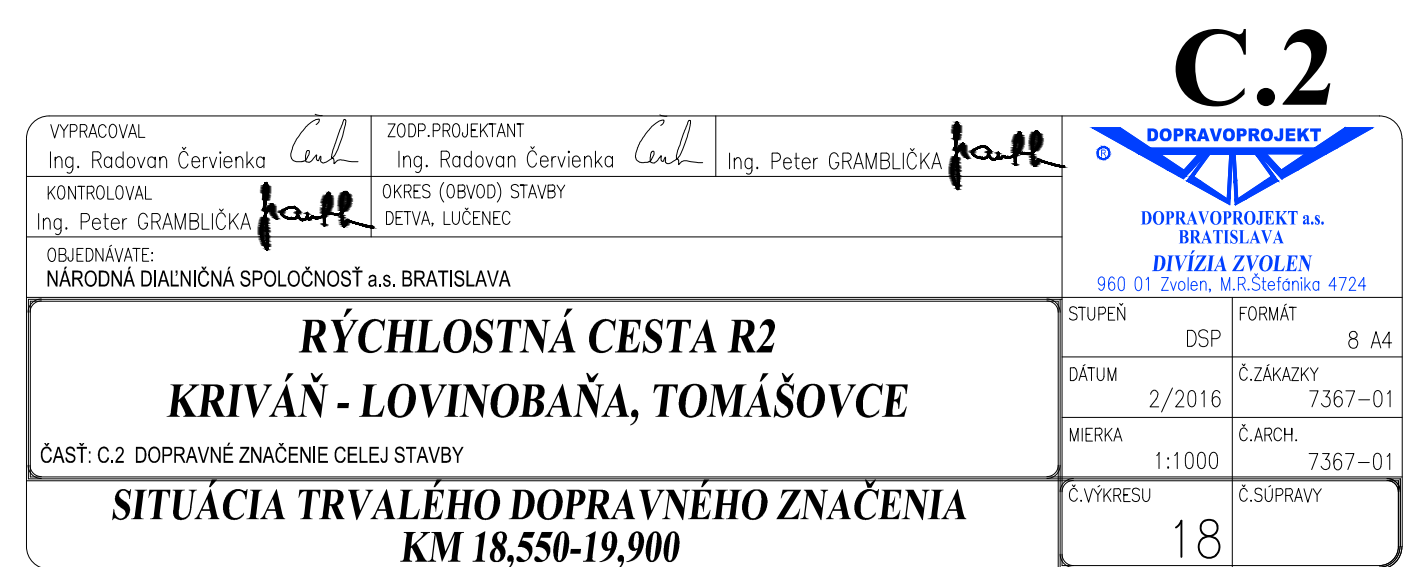 C.2
VYPRACOVAL
Ing. Radovan Červienka
ZODP.PROJEKTANT
Ing. Radovan Červienka
Ing. Peter GRAMBLIČKA
KONTROLOVAL
Ing. Peter GRAMBLIČKA
OKRES (OBVOD) STAVBY
DETVA, LUČENEC
OBJEDNÁVATE:
NÁRODNÁ DIAĽNIČNÁ SPOLOČNOSŤ a.s. BRATISLAVA
DOPRAVOPROJEKT
®
DOPRAVOPROJEKT a.s.
BRATISLAVA
DIVÍZIA ZVOLEN
960 01 Zvolen, M.R.Štefánika 4724
RÝCHLOSTNÁ CESTA R2
KRIVÁŇ - LOVINOBAŇA, TOMÁŠOVCE
ČASŤ: C.2 DOPRAVNÉ ZNAČENIE CELEJ STAVBY
STUPEŇ
DSP
FORMÁT
8 A4
DÁTUM
2/2016
Č.ZÁKAZKY
7367-01
MIERKA
1:1000
Č.ARCH.
7367-01
SITUÁCIA TRVALÉHO DOPRAVNÉHO ZNAČENIA
KM 18,550-19,900
Č.VÝKRESU
18
Č.SÚPRAVY